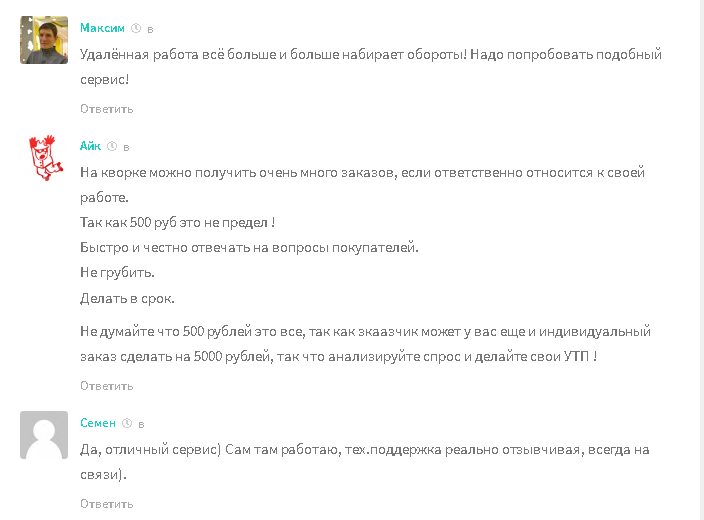 Максим в
Удалённая работа всё больше и больше набирает обороты! Надо попробовать подобный
сервис!
Ответить
Айк в
На кворке можно получить очень много заказов, если ответственно относится к своей
работе.
Так как 500 руб это не предел !
Быстро и честно отвечать на вопросы покупателей.
Не грубить.
Делать в срок.
Не думайте что 500 рублей это все, так как зкаазчик может у вас еще и индивидуальный
заказ сделать на 5000 рублей, так что анализируйте спрос и делайте свои УТП !
Ответить
Семен в
Да, отличный сервис) Сам там работаю, тех.поддержка реально отзывчивая, всегда на
связи).
Ответить